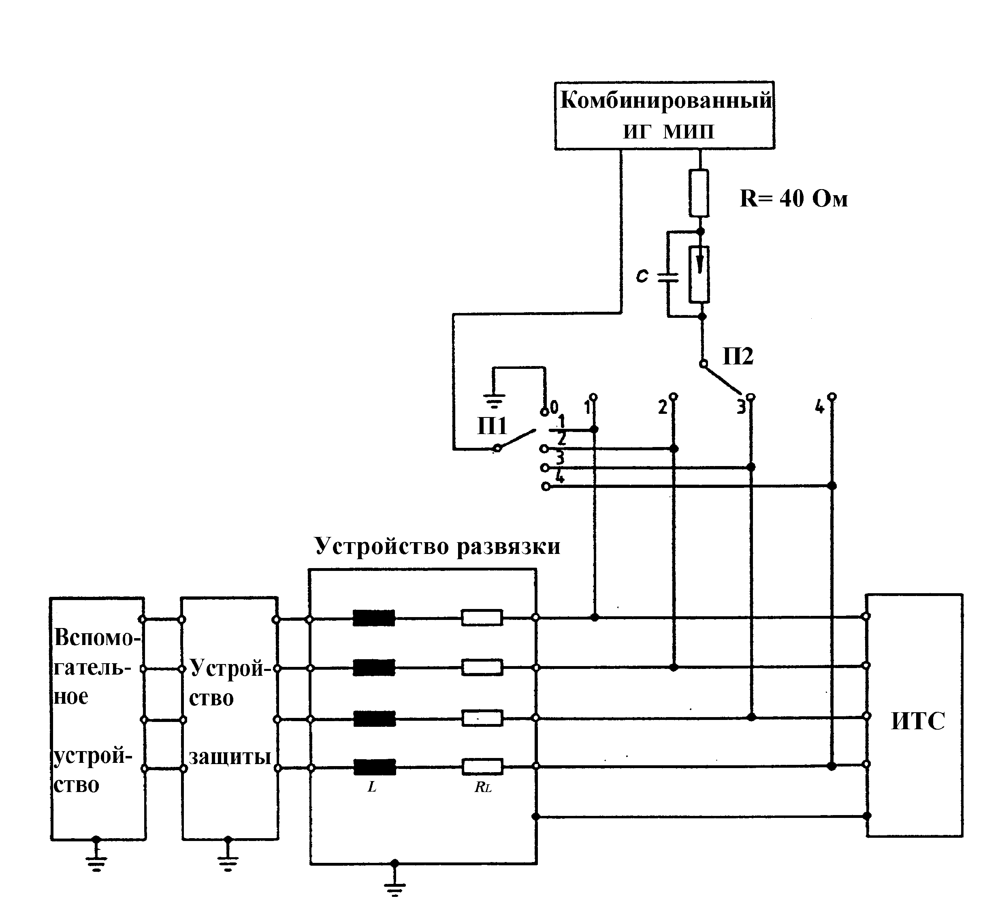 Комбинированный
ИГ МИП
R= 40 Ом
C
П2
0
1
2
3
4
П1
1
2
3
4
Устройство развязки
Вспомо-
гатель-
ное
устрой-
ство
Устрой-
ство
защиты
ИТС
L
RL